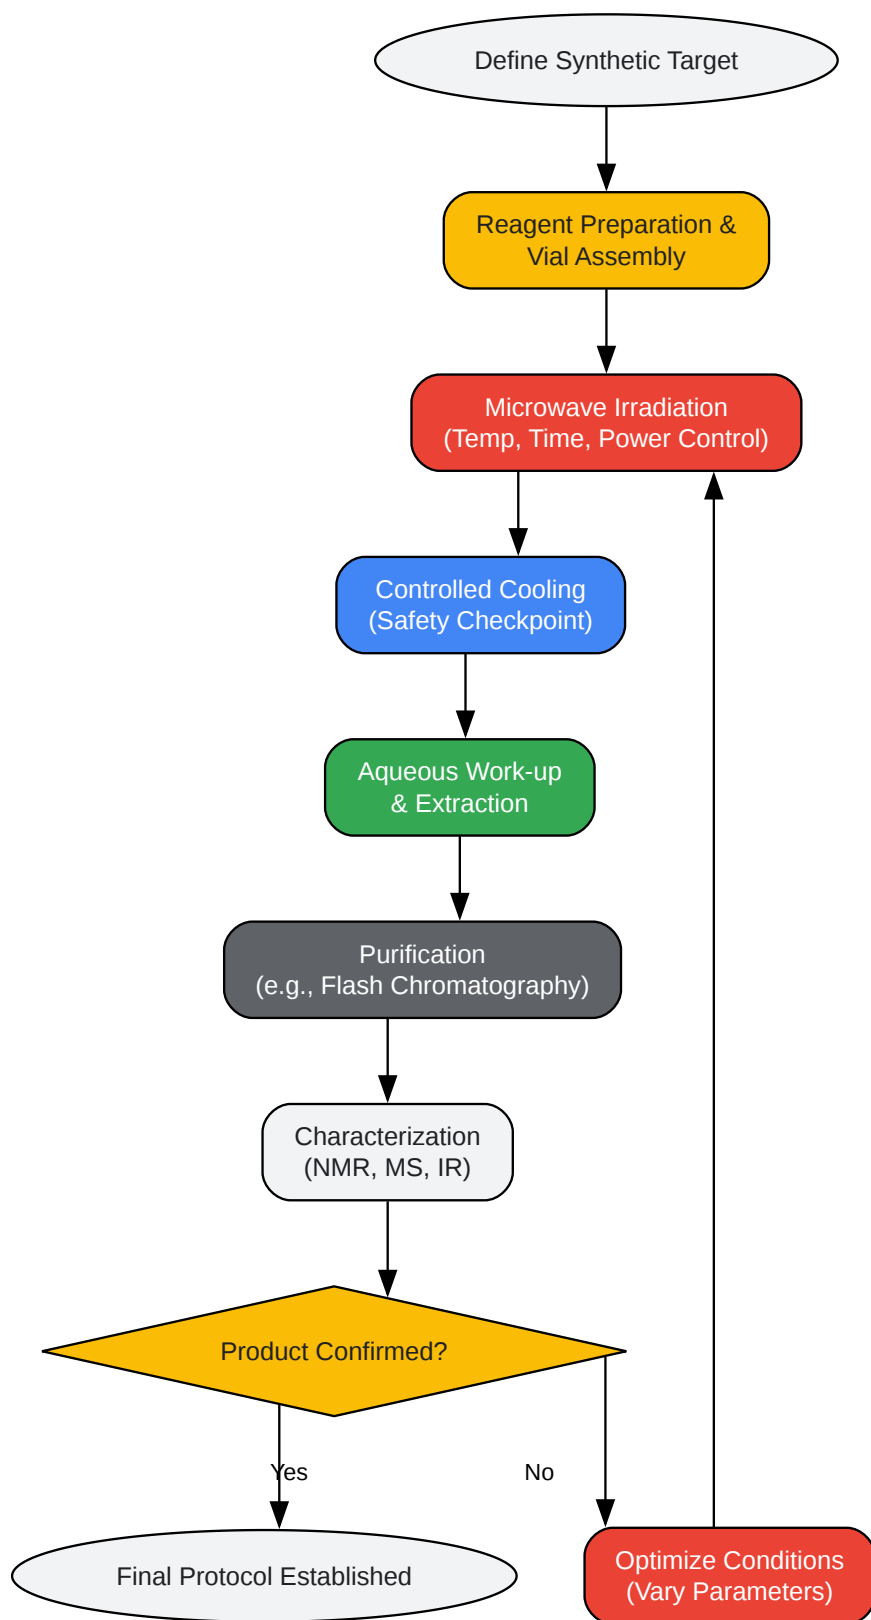 Define Synthetic Target
Reagent Preparation &
Vial Assembly
Microwave Irradiation
(Temp, Time, Power Control)
Controlled Cooling
(Safety Checkpoint)
Aqueous Work-up
& Extraction
Purification
(e.g., Flash Chromatography)
Characterization
(NMR, MS, IR)
Product Confirmed?
Yes
No
Final Protocol Established
Optimize Conditions
(Vary Parameters)